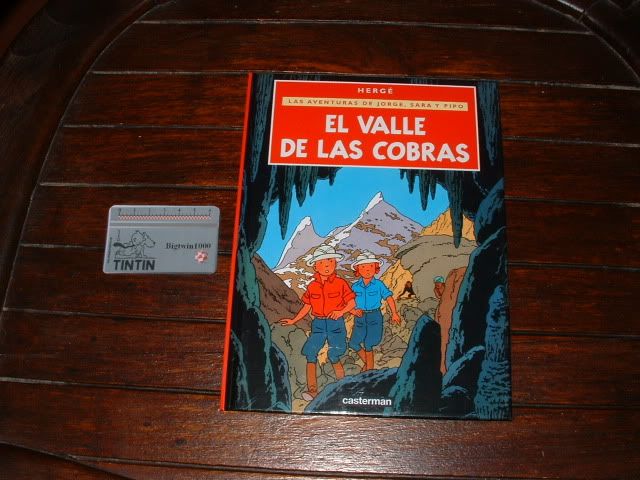 HERGÉ
LAS AVENTURAS DE JORGE, SARA Y PIPO
EL VALLE
DE LAS COBRAS
casterman
Bigtwin1000
TINTIN